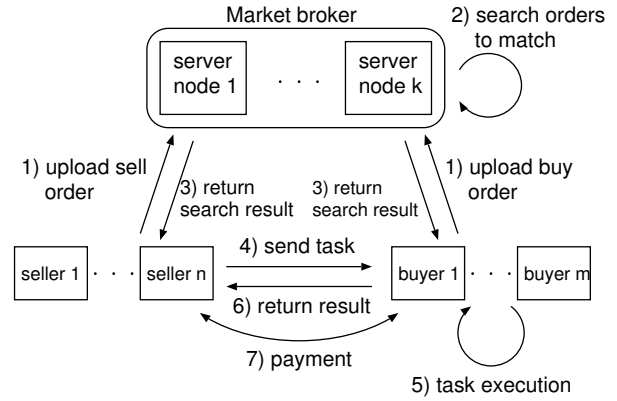 Market broker
2) search orders
to match
server
node 1
· · ·
server
node k
1) upload sell
order
3) return
search result
3) return
search result
1) upload buy
order
seller 1
· · ·
seller n
4) send task
buyer 1
· · ·
buyer m
6) return result
7) payment
5) task execution